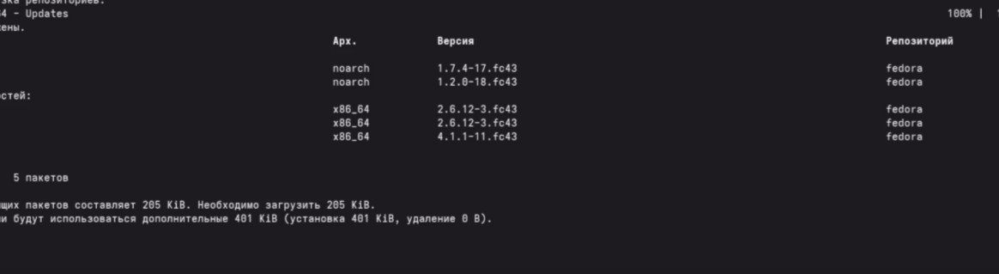 зка репозиториев.
4 - Updates 100% |
ены.
Арх. Версия Репозиторий
noarch 1.7.4-17.fc43 fedora
noarch 1.2.0-18.fc43 fedora
остей:
x86_64 2.6.12-3.fc43 fedora
x86_64 2.6.12-3.fc43 fedora
x86_64 4.1.1-11.fc43 fedora
5 пакетов
щих пакетов составляет 205 KiB. Необходимо загрузить 205 KiB.
и будут использоваться дополнительные 401 KiB (установка 401 KiB, удаление 0 B).